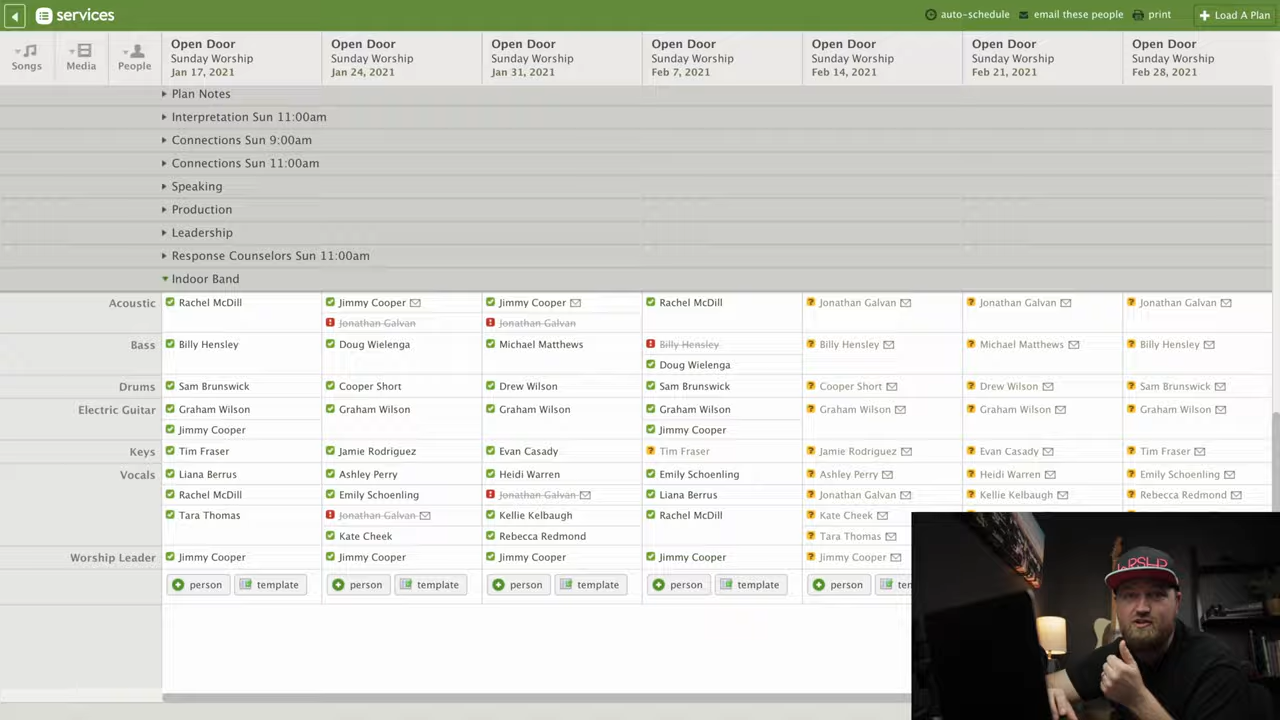 services
auto-schedule email these people print Load A Plan
Songs Media People
Open Door Open Door Open Door Open Door Open Door Open Door Open Door
Sunday Worship Sunday Worship Sunday Worship Sunday Worship Sunday Worship Sunday Worship Sunday Worship
Jan 17, 2021 Jan 24, 2021 Jan 31, 2021 Feb 7, 2021 Feb 14, 2021 Feb 21, 2021 Feb 28, 2021
Plan Notes
Interpretation Sun 11:00am
Connections Sun 9:00am
Connections Sun 11:00am
Speaking
Production
Leadership
Response Counselors Sun 11:00am
Indoor Band
Acoustic Rachel McDill Jimmy Cooper Jimmy Cooper Rachel McDill Jonathan Galvan Jonathan Galvan Jonathan Galvan
Jonathan Galvan Jonathan Galvan
Bass Billy Hensley Doug Wielenga Michael Matthews Billy Hensley Billy Hensley Michael Matthews Billy Hensley
Doug Wielenga
Drums Sam Brunswick Cooper Short Drew Wilson Sam Brunswick Cooper Short Drew Wilson Sam Brunswick
Electric Guitar Graham Wilson Graham Wilson Graham Wilson Graham Wilson Graham Wilson Graham Wilson Graham Wilson
Jimmy Cooper Jimmy Cooper
Keys Tim Fraser Jamie Rodriguez Evan Casady Tim Fraser Jamie Rodriguez Evan Casady Tim Fraser
Vocals Liana Berrus Ashley Perry Heidi Warren Emily Schoenling Ashley Perry Heidi Warren Emily Schoenling
Rachel McDill Emily Schoenling Jonathan Galvan Liana Berrus Jonathan Galvan Kellie Kelbaugh Rebecca Redmond
Tara Thomas Jonathan Galvan Kellie Kelbaugh Rachel McDill Kate Cheek
Kate Cheek Rebecca Redmond Tara Thomas
Worship Leader Jimmy Cooper Jimmy Cooper Jimmy Cooper Jimmy Cooper Jimmy Cooper
person template person template person template person template person